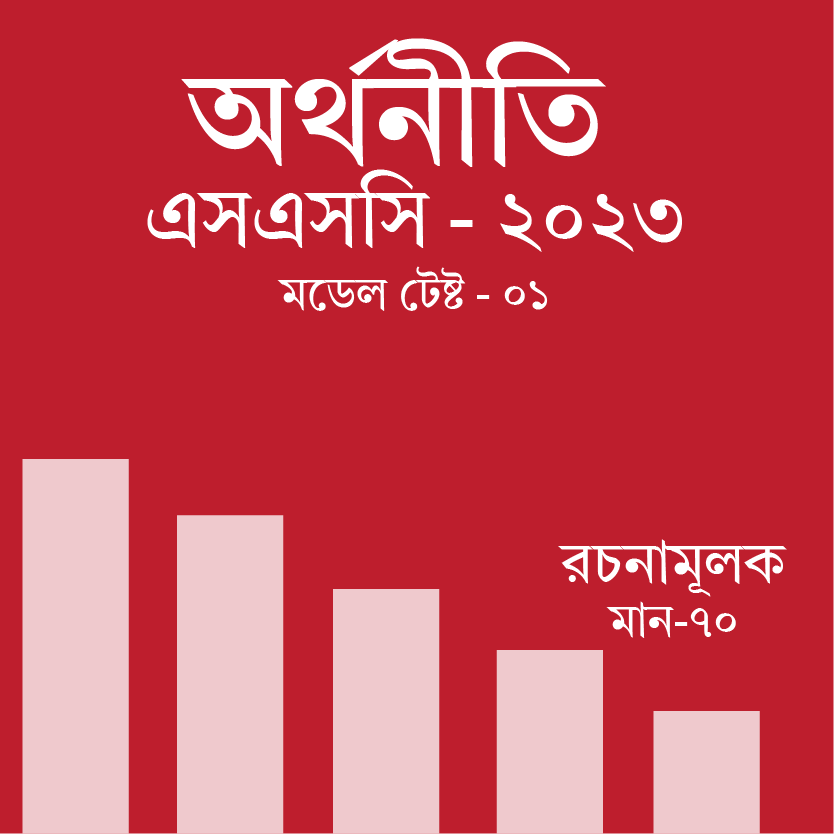 অর্থনীতি
এসএসসি - ২০২৩
মডেল টেষ্ট - ০১
রচনামূলক
মান-৭০